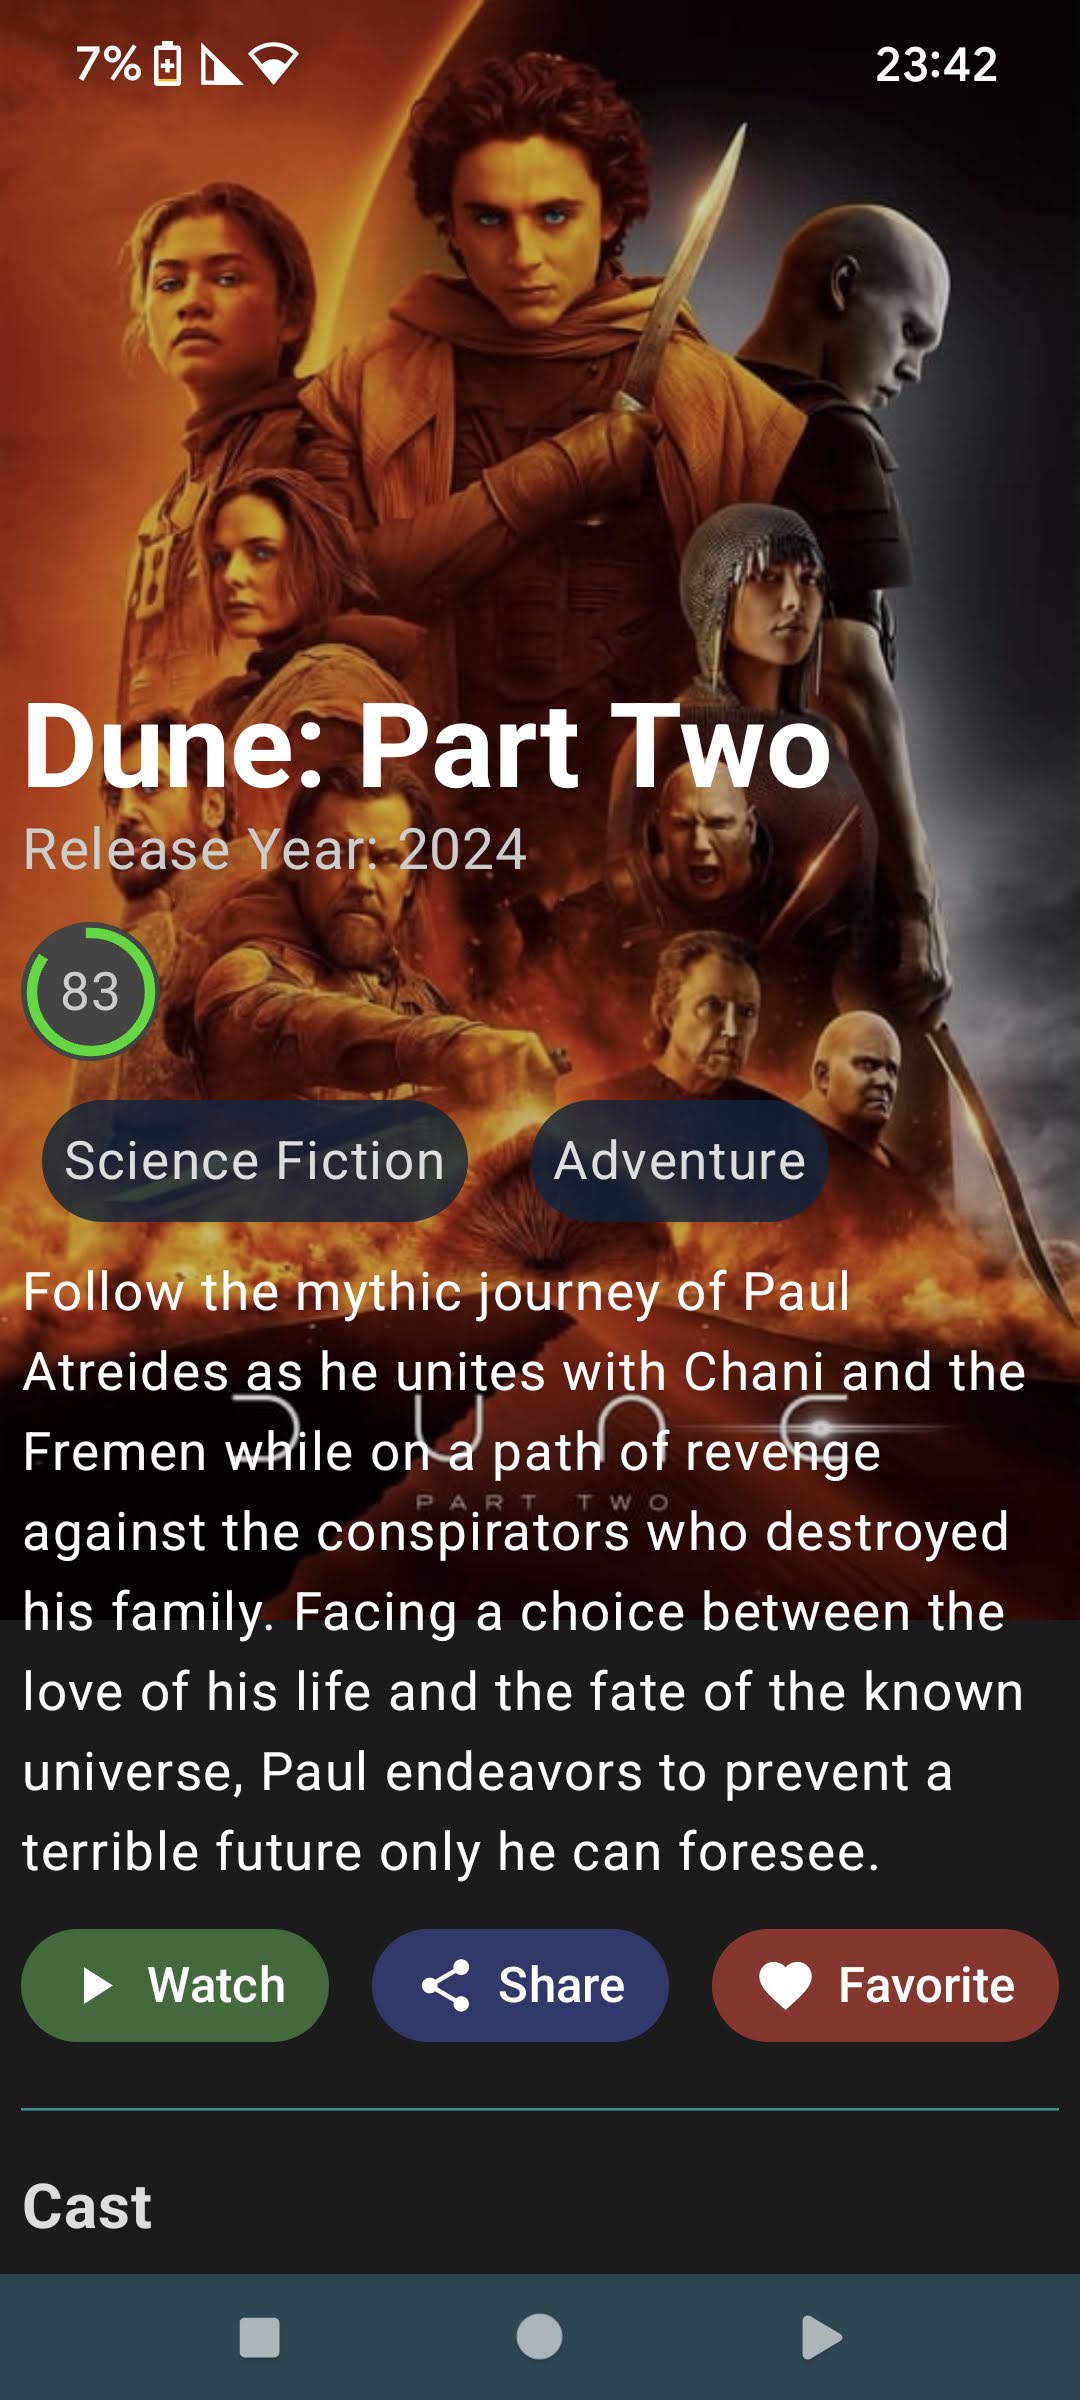 7%
23:42
Dune: Part Two
Release Year: 2024
83
Science Fiction
Adventure
Follow the mythic journey of Paul
Atreides as he unites with Chani and the
DUNE
Fremen while on a path of revenge
PART TWO
against the conspirators who destroyed
his family. Facing a choice between the
love of his life and the fate of the known
universe, Paul endeavors to prevent a
terrible future only he can foresee.
Watch
Share
Favorite
Cast